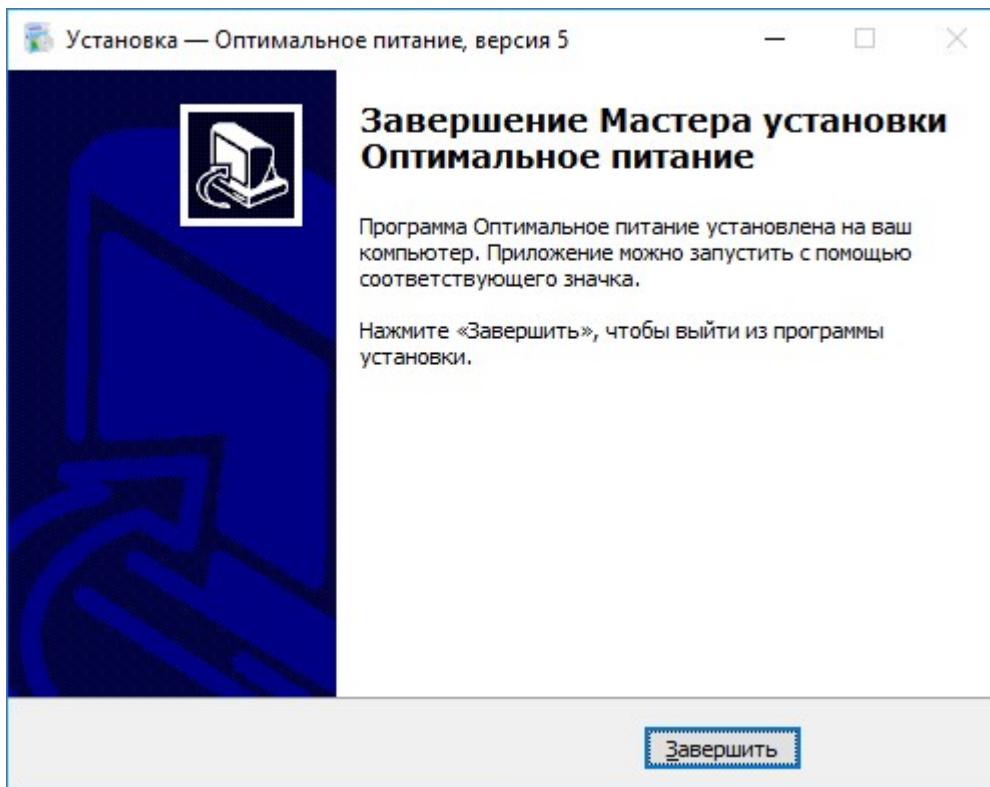 Установка — Оптимальное питание, версия 5
Завершение Мастера установки
Оптимальное питание
Программа Оптимальное питание установлена на ваш
компьютер. Приложение можно запустить с помощью
соответствующего значка.
Нажмите «Завершить», чтобы выйти из программы
установки.
Завершить